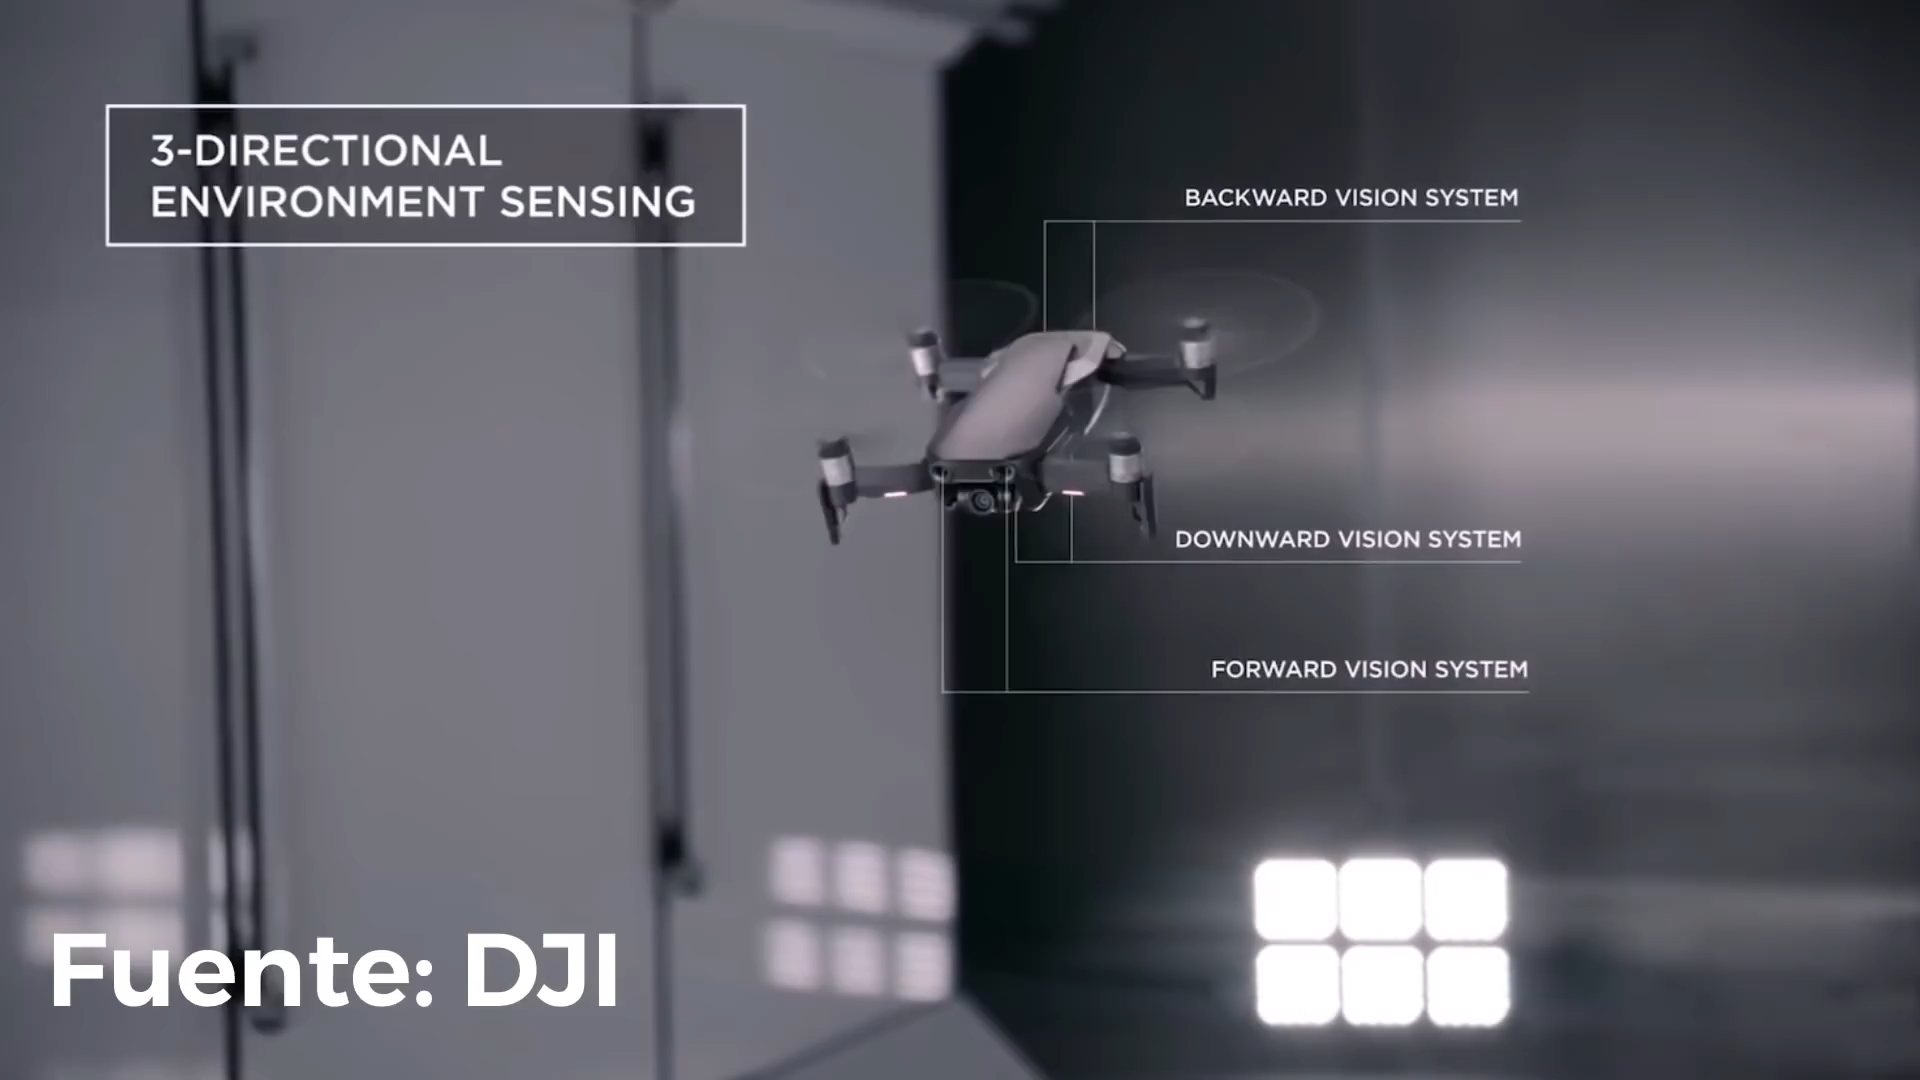 3-DIRECTIONAL
ENVIRONMENT SENSING
BACKWARD VISION SYSTEM
DOWNWARD VISION SYSTEM
FORWARD VISION SYSTEM
Fuente: DJI